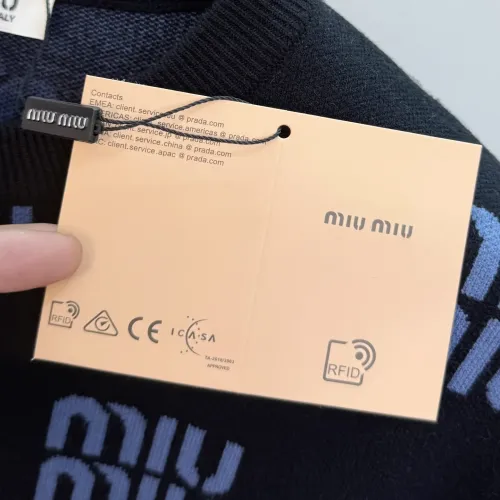 ITALY
Contacts
EMEA: client.service.eu @ prada.com
AMERICAS: client.service.americas @ prada.com
client.service.jp @ prada.com
client.service.china @ prada.com
client.service.apac @ prada.com
miu miu
miu miu
RFID
CE
ICASA
APPROVED
RFID
miu
miu